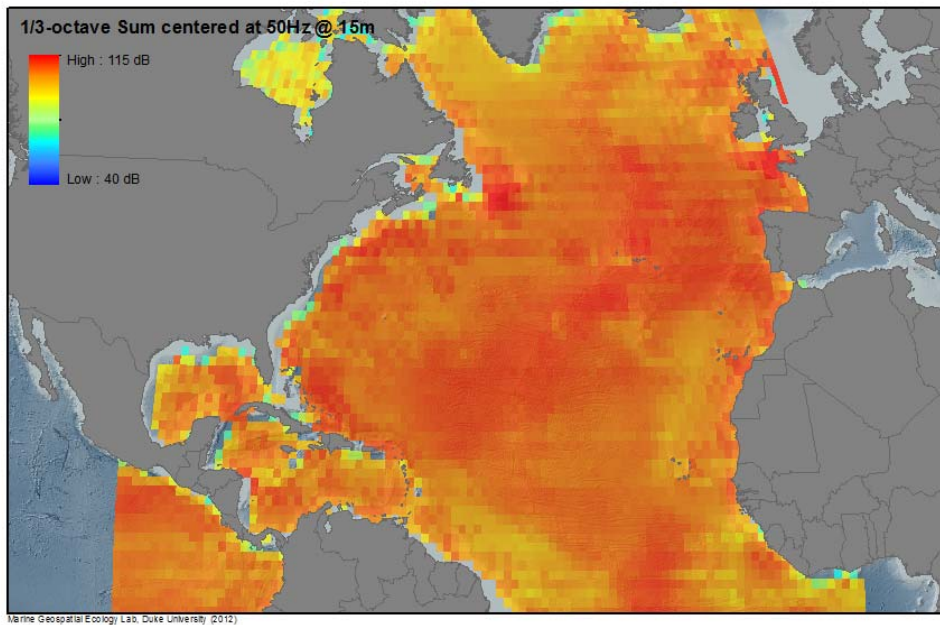 1/3-octave Sum centered at 50Hz @ 15m
High : 115 dB
Low : 40 dB
Marine Geospatial Ecology Lab, Duke University (2012)